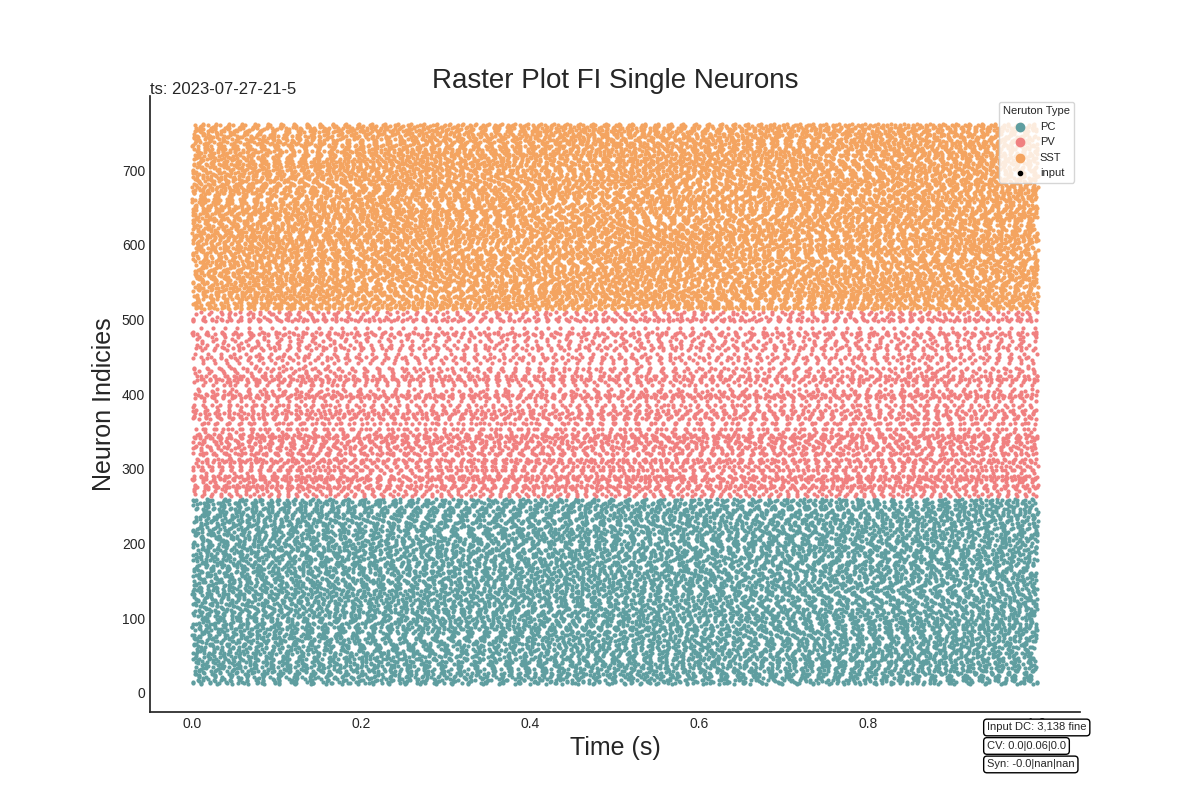 Raster Plot FI Single Neurons
ts: 2023-07-27-21-5
Neruton Type
PC
PV
SST
input
Neuron Indicies
700
600
500
400
300
200
100
0
0.0
0.2
0.4
0.6
0.8
Time (s)
Input DC: 3,138 fine
CV: 0.0|0.06|0.0
Syn: -0.0|nan|nan